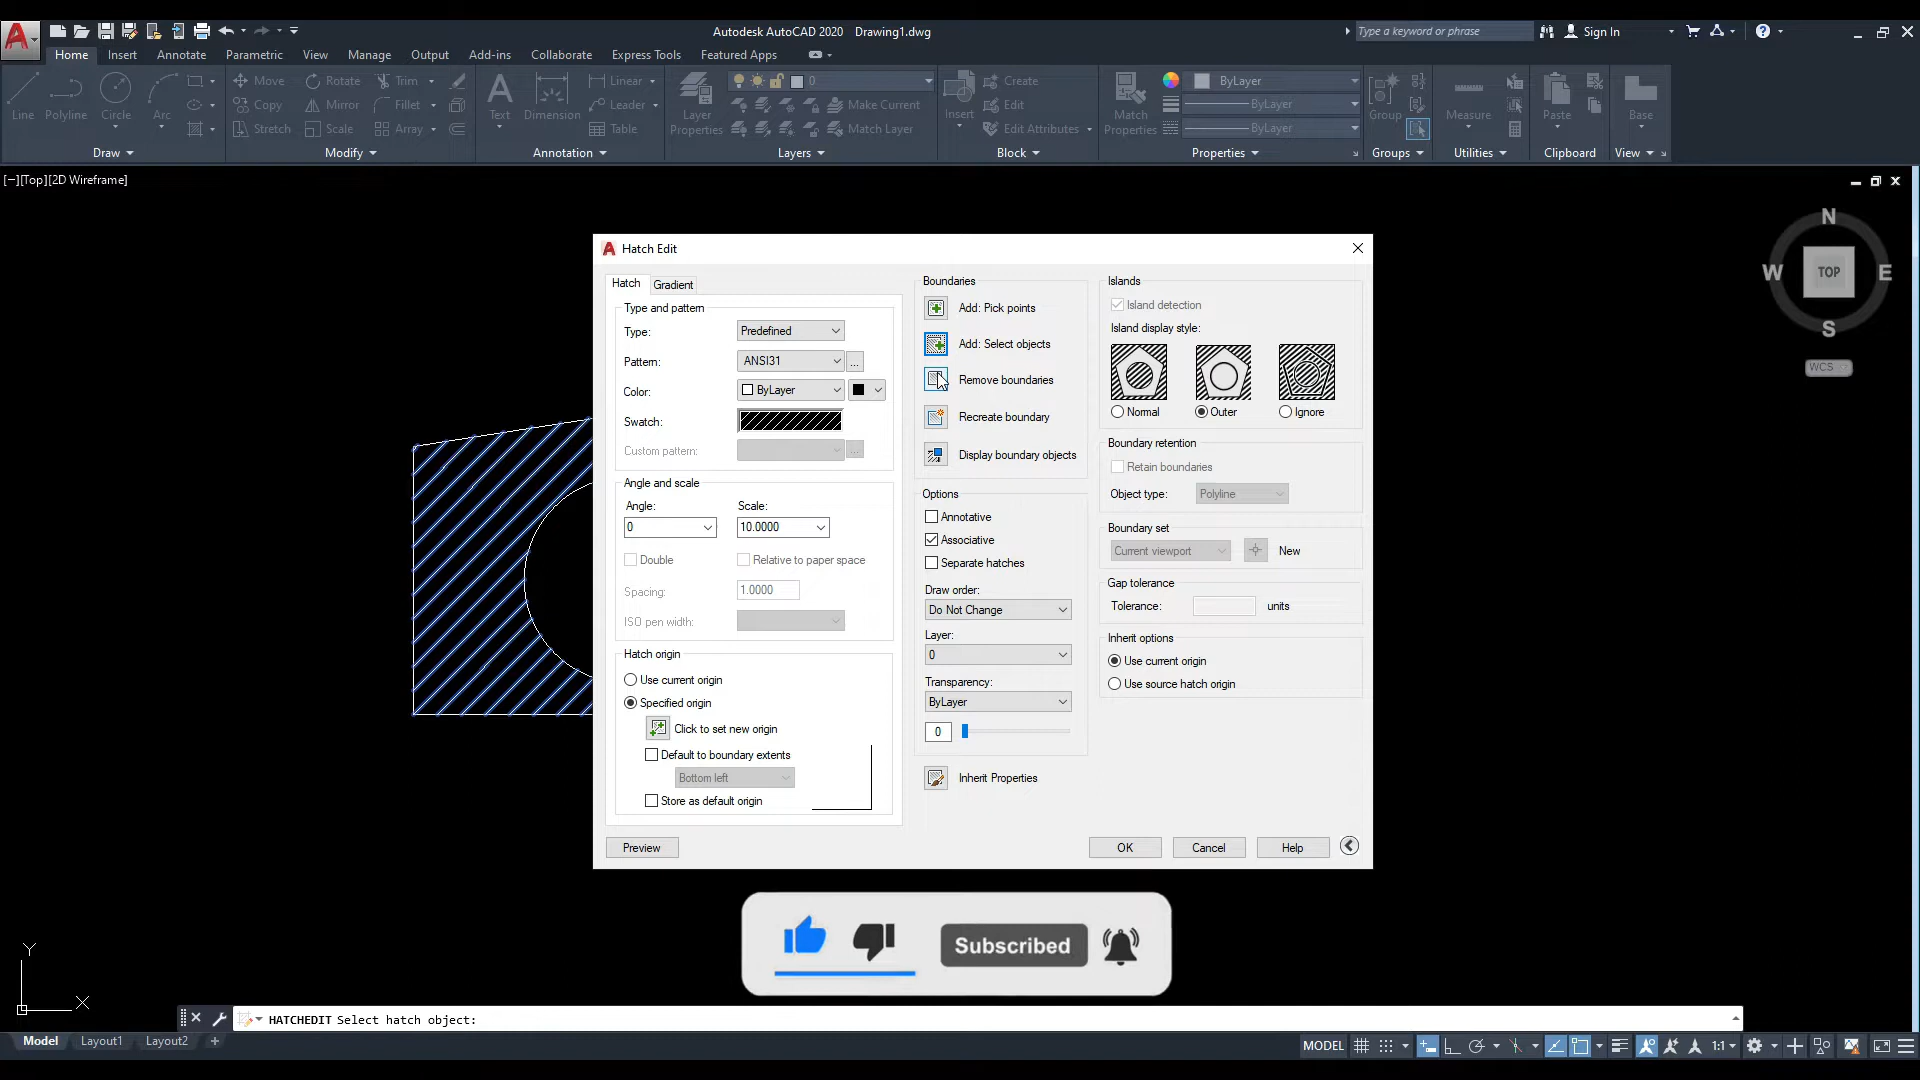 Autodesk AutoCAD 2020 Drawing1.dwg
Type a keyword or phrase
Sign In
Home Insert Annotate Parametric View Manage Output Add-ins Collaborate Express Tools Featured Apps
Line Polyline Circle Arc
Draw
Move Rotate Trim
Copy Mirror Fillet
Stretch Scale Array
Modify
Text Dimension
Linear
Leader
Table
Annotation
Layer Properties
0
Make Current
Match Layer
Layers
Insert
Create
Edit
Edit Attributes
Block
Match Properties
ByLayer
ByLayer
ByLayer
Properties
Group
Groups
Measure
Utilities
Paste
Clipboard
Base
View
[−][Top][2D Wireframe]
N
W TOP E
S
WCS
Hatch Edit
Hatch Gradient
Type and pattern
Type: Predefined
Pattern: ANSI31 ...
Color: ByLayer
Swatch:
Custom pattern: ...
Angle and scale
Angle: Scale:
0 10.0000
Double Relative to paper space
Spacing: 1.0000
ISO pen width:
Hatch origin
Use current origin
Specified origin
Click to set new origin
Default to boundary extents
Bottom left
Store as default origin
Preview
Boundaries
Add: Pick points
Add: Select objects
Remove boundaries
Recreate boundary
Display boundary objects
Options
Annotative
Associative
Separate hatches
Draw order:
Do Not Change
Layer:
0
Transparency:
ByLayer
0
Inherit Properties
Islands
Island detection
Island display style:
Normal Outer Ignore
Boundary retention
Retain boundaries
Object type: Polyline
Boundary set
Current viewport New
Gap tolerance
Tolerance: units
Inherit options
Use current origin
Use source hatch origin
OK Cancel Help
Subscribed
Y
X
HATCHEDIT Select hatch object:
Model Layout1 Layout2 +
MODEL 1:1